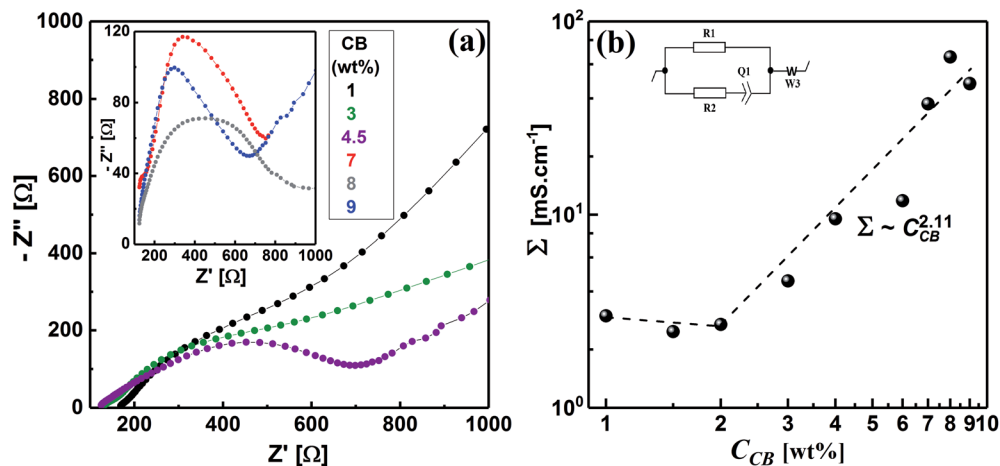 (a)
CB
(wt%)
1
3
4.5
7
8
9
120
80
40
0
- Z'' [Ω]
200 400 600 800 1000
Z' [Ω]
1000
800
600
400
200
0
- Z'' [Ω]
200 400 600 800 1000
Z' [Ω]
(b)
R1
Q1
R2
W
W3
Σ ~ C_CB^2.11
10²
10¹
10⁰
Σ [mS.cm⁻¹]
1 2 3 4 5 6 7 8 9 10
C_CB [wt%]